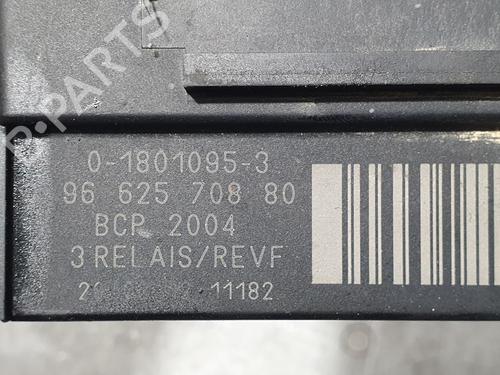 B-PARTS
0-1801095-3
96 625 708 80
BCP 2004
3 RELAIS/REVF
11182